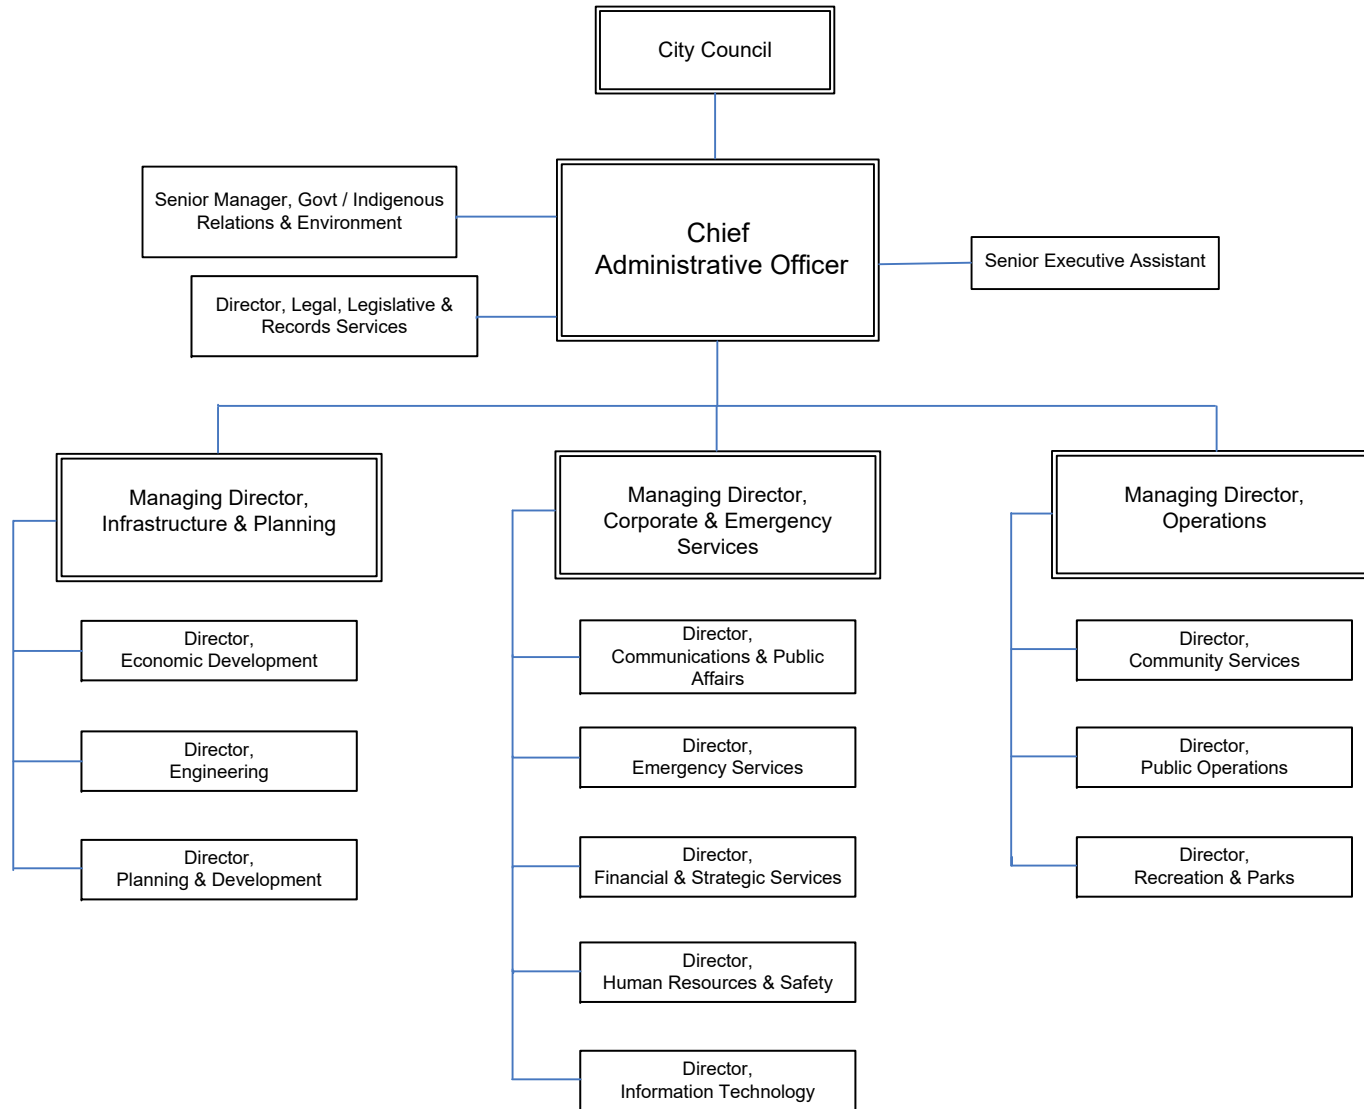 City Council
Senior Manager, Govt / Indigenous
Relations & Environment
Chief
Administrative Officer
Senior Executive Assistant
Director, Legal, Legislative &
Records Services
Managing Director,
Infrastructure & Planning
Director,
Economic Development
Director,
Engineering
Director,
Planning & Development
Managing Director,
Corporate & Emergency
Services
Director,
Communications & Public
Affairs
Director,
Emergency Services
Director,
Financial & Strategic Services
Director,
Human Resources & Safety
Director,
Information Technology
Managing Director,
Operations
Director,
Community Services
Director,
Public Operations
Director,
Recreation & Parks